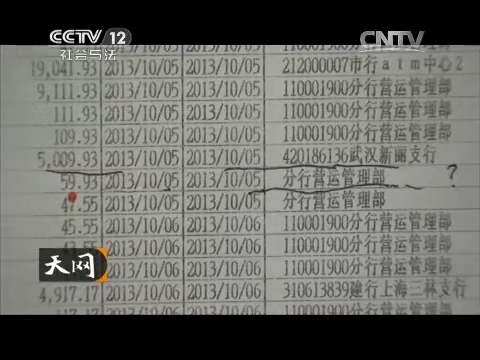 CCTV 12 CNTV
社会与法
19,041.93 2013/10/05 2013/10/05 212000007市行atm中心2
9,111.93 2013/10/05 2013/10/05 110001900分行营运管理部
111.93 2013/10/05 2013/10/05 110001900分行营运管理部
109.93 2013/10/05 2013/10/05 110001900分行营运管理部
5,009.93 2013/10/05 2013/10/05 420186136武汉新丽支行
59.93 2013/10/05 2013/10/05 分行营运管理部 ?
47.55 2013/10/05 2013/10/05 分行营运管理部
45.55 2013/10/06 2013/10/06 110001900分行营运管理部
2013/10/06 2013/10/06 110001900分行营运管理部
天网
4,917.17 2013/10/06 2013/10/06 310613839建行上海三林支行
2013/10/06 2013/10/06 110001900分行营运管理部